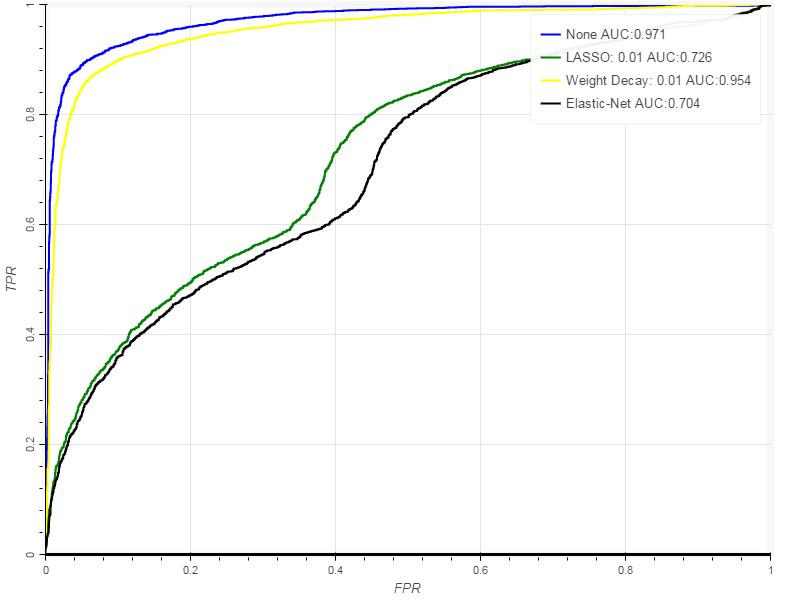 1
0.8
0.6
0.4
0.2
0
TPR
None AUC:0.971
LASSO: 0.01 AUC:0.726
Weight Decay: 0.01 AUC:0.954
Elastic-Net AUC:0.704
0 0.2 0.4 0.6 0.8 1
FPR